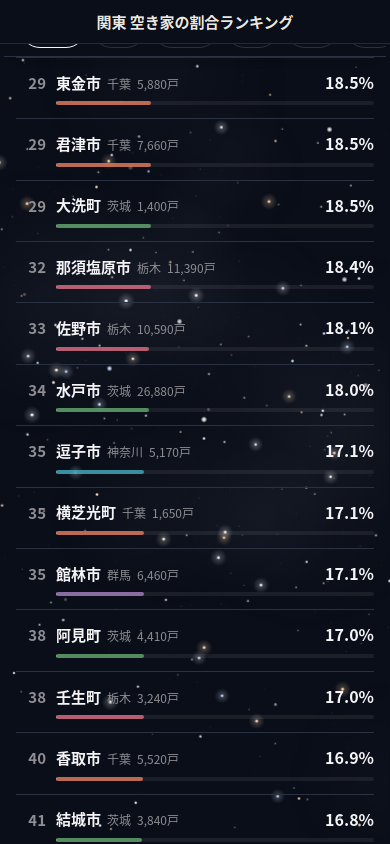 関東 空き家の割合ランキング
29 東金市 千葉 5,880戸 18.5%
29 君津市 千葉 7,660戸 18.5%
29 大洗町 茨城 1,400戸 18.5%
32 那須塩原市 栃木 11,390戸 18.4%
33 佐野市 栃木 10,590戸 18.1%
34 水戸市 茨城 26,880戸 18.0%
35 逗子市 神奈川 5,170戸 17.1%
35 横芝光町 千葉 1,650戸 17.1%
35 館林市 群馬 6,460戸 17.1%
38 阿見町 茨城 4,410戸 17.0%
38 壬生町 栃木 3,240戸 17.0%
40 香取市 千葉 5,520戸 16.9%
41 結城市 茨城 3,840戸 16.8%